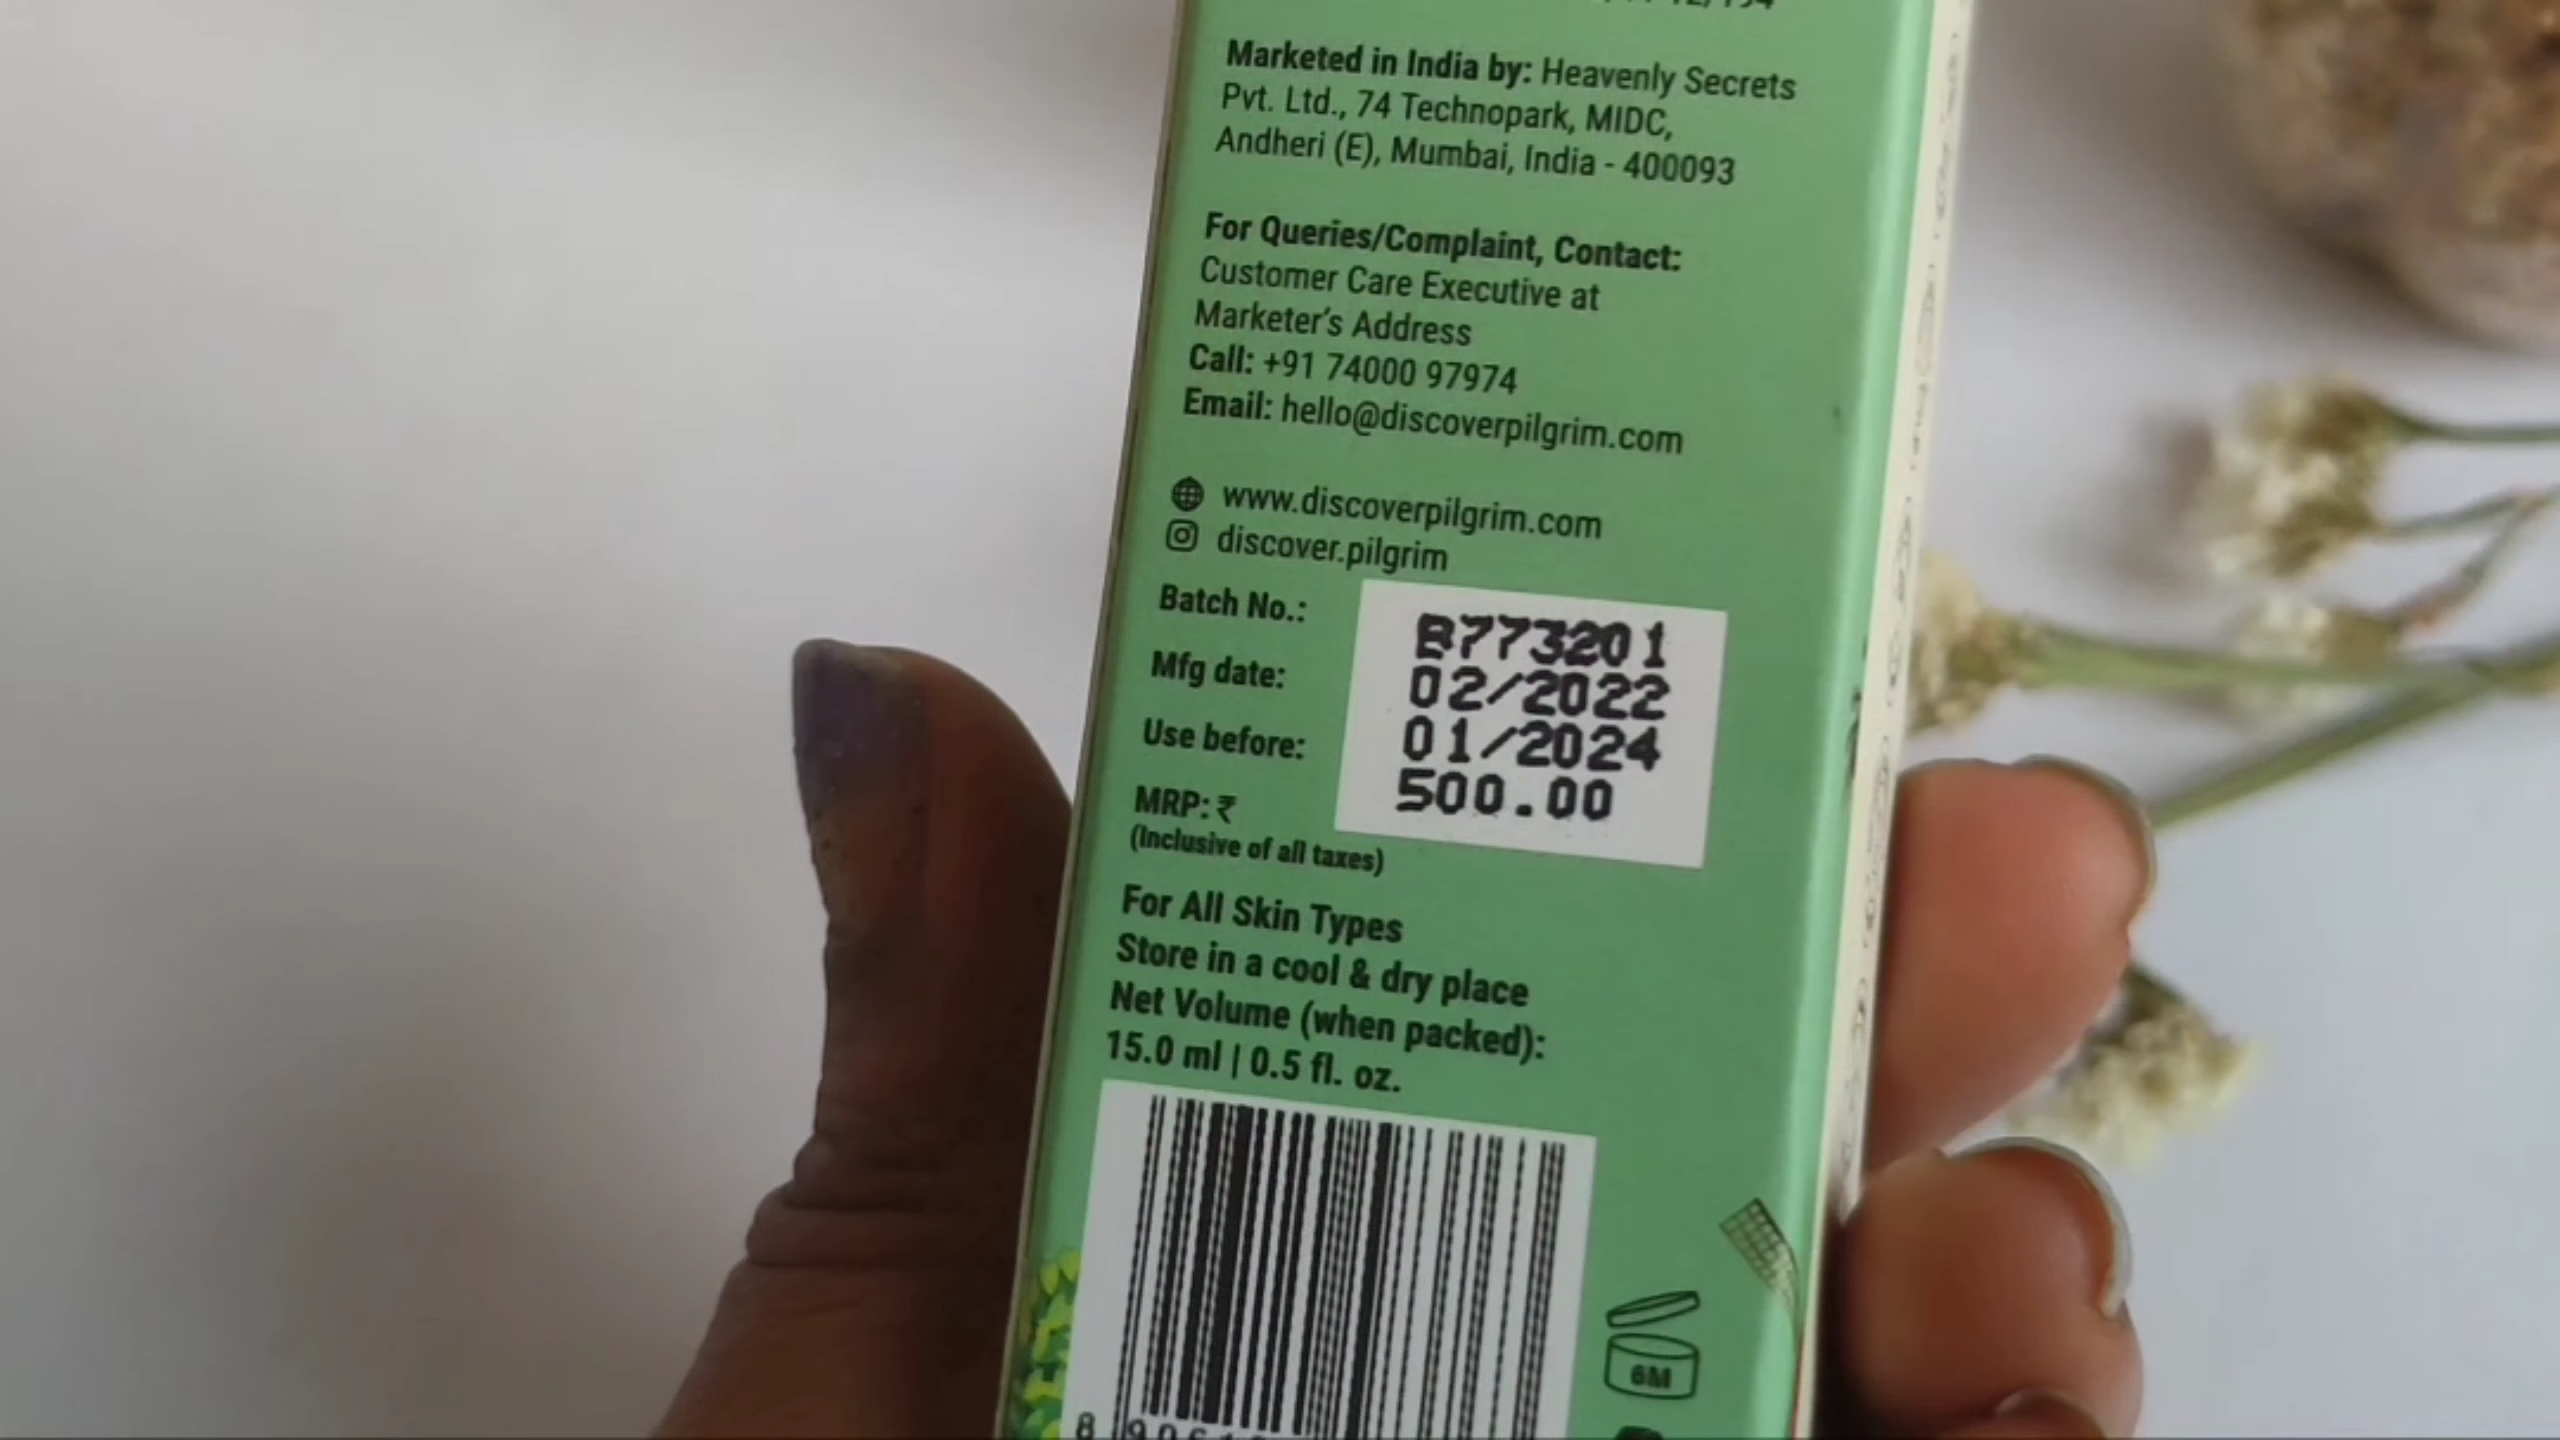 Marketed in India by: Heavenly Secrets
Pvt. Ltd., 74 Technopark, MIDC,
Andheri (E), Mumbai, India - 400093
For Queries/Complaint, Contact:
Customer Care Executive at
Marketer's Address
Call: +91 74000 97974
Email: hello@discoverpilgrim.com
www.discoverpilgrim.com
discover.pilgrim
Batch No.: B773201
Mfg date: 02/2022
Use before: 01/2024
MRP: ₹ 500.00
(Inclusive of all taxes)
For All Skin Types
Store in a cool & dry place
Net Volume (when packed):
15.0 ml | 0.5 fl. oz.
6M